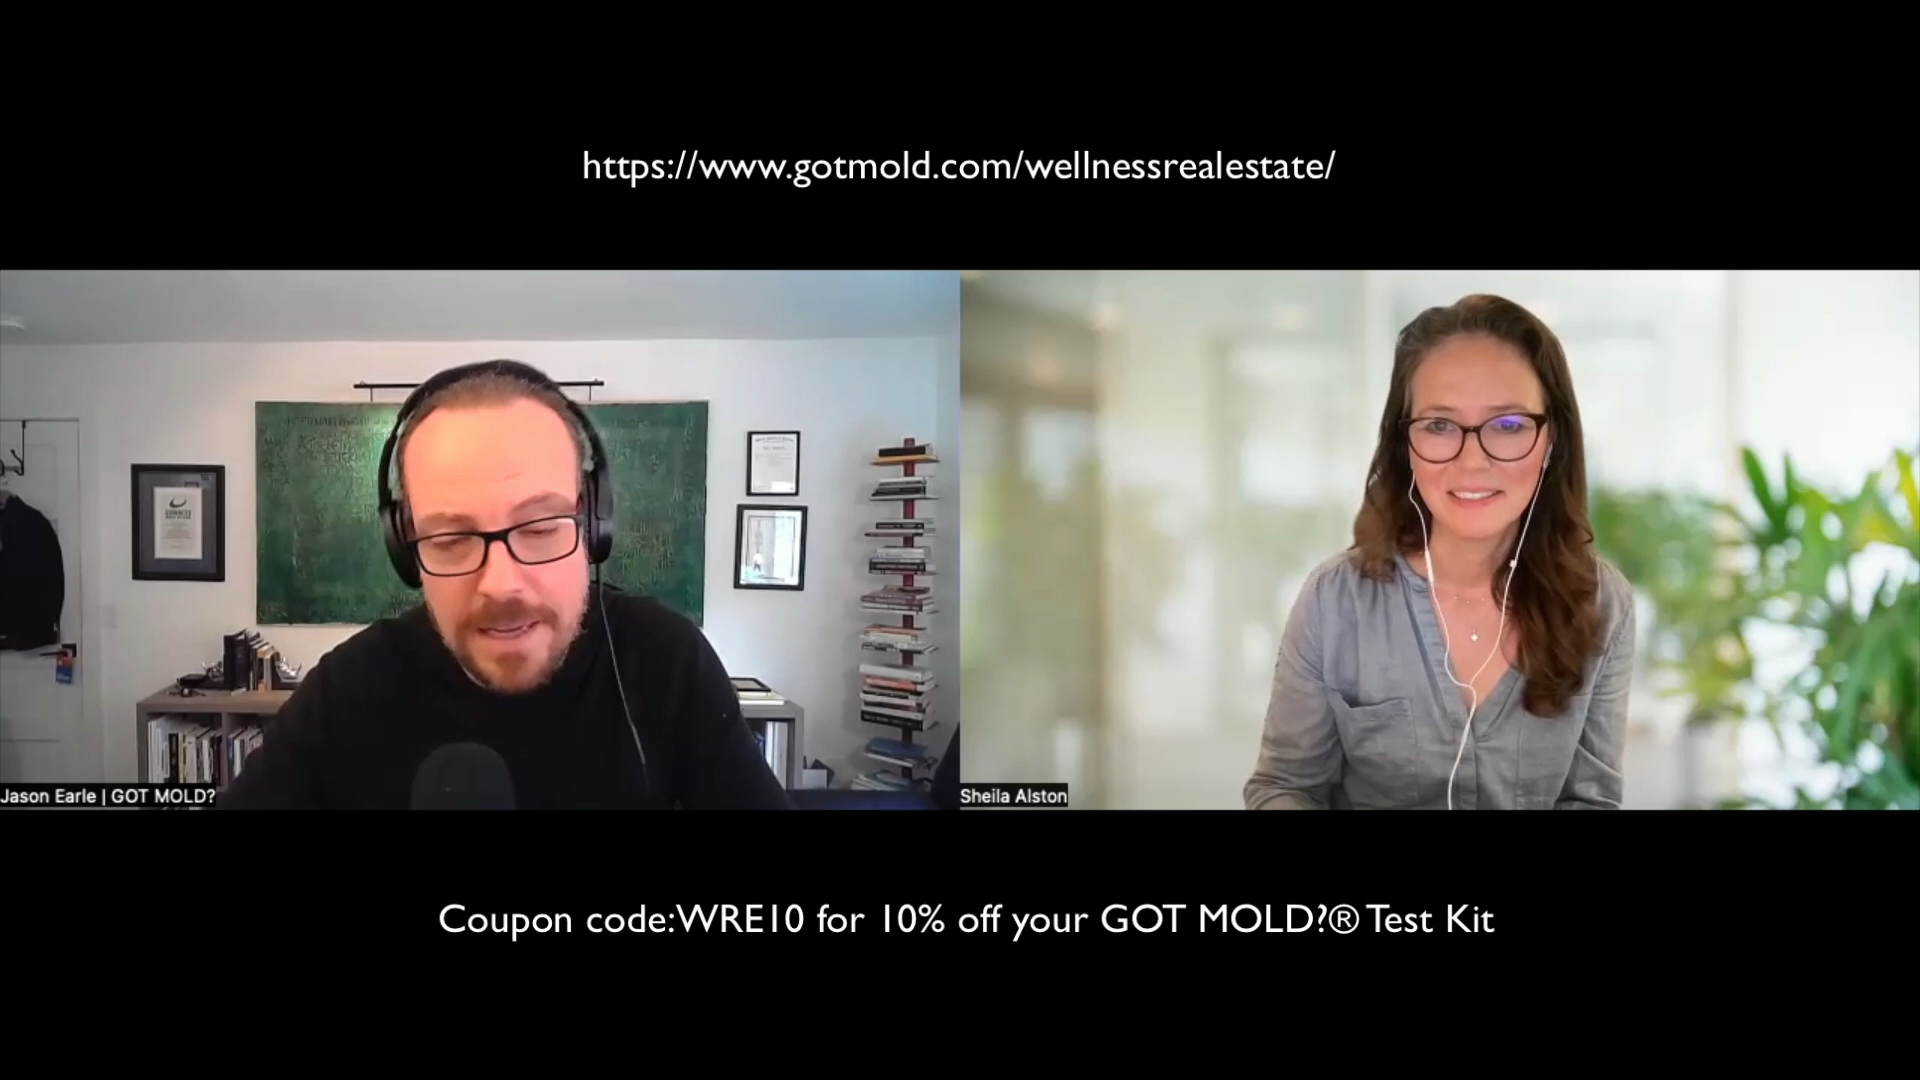 https://www.gotmold.com/wellnessrealestate/
Jason Earle | GOT MOLD?
Sheila Alston
Coupon code:WRE10 for 10% off your GOT MOLD?® Test Kit